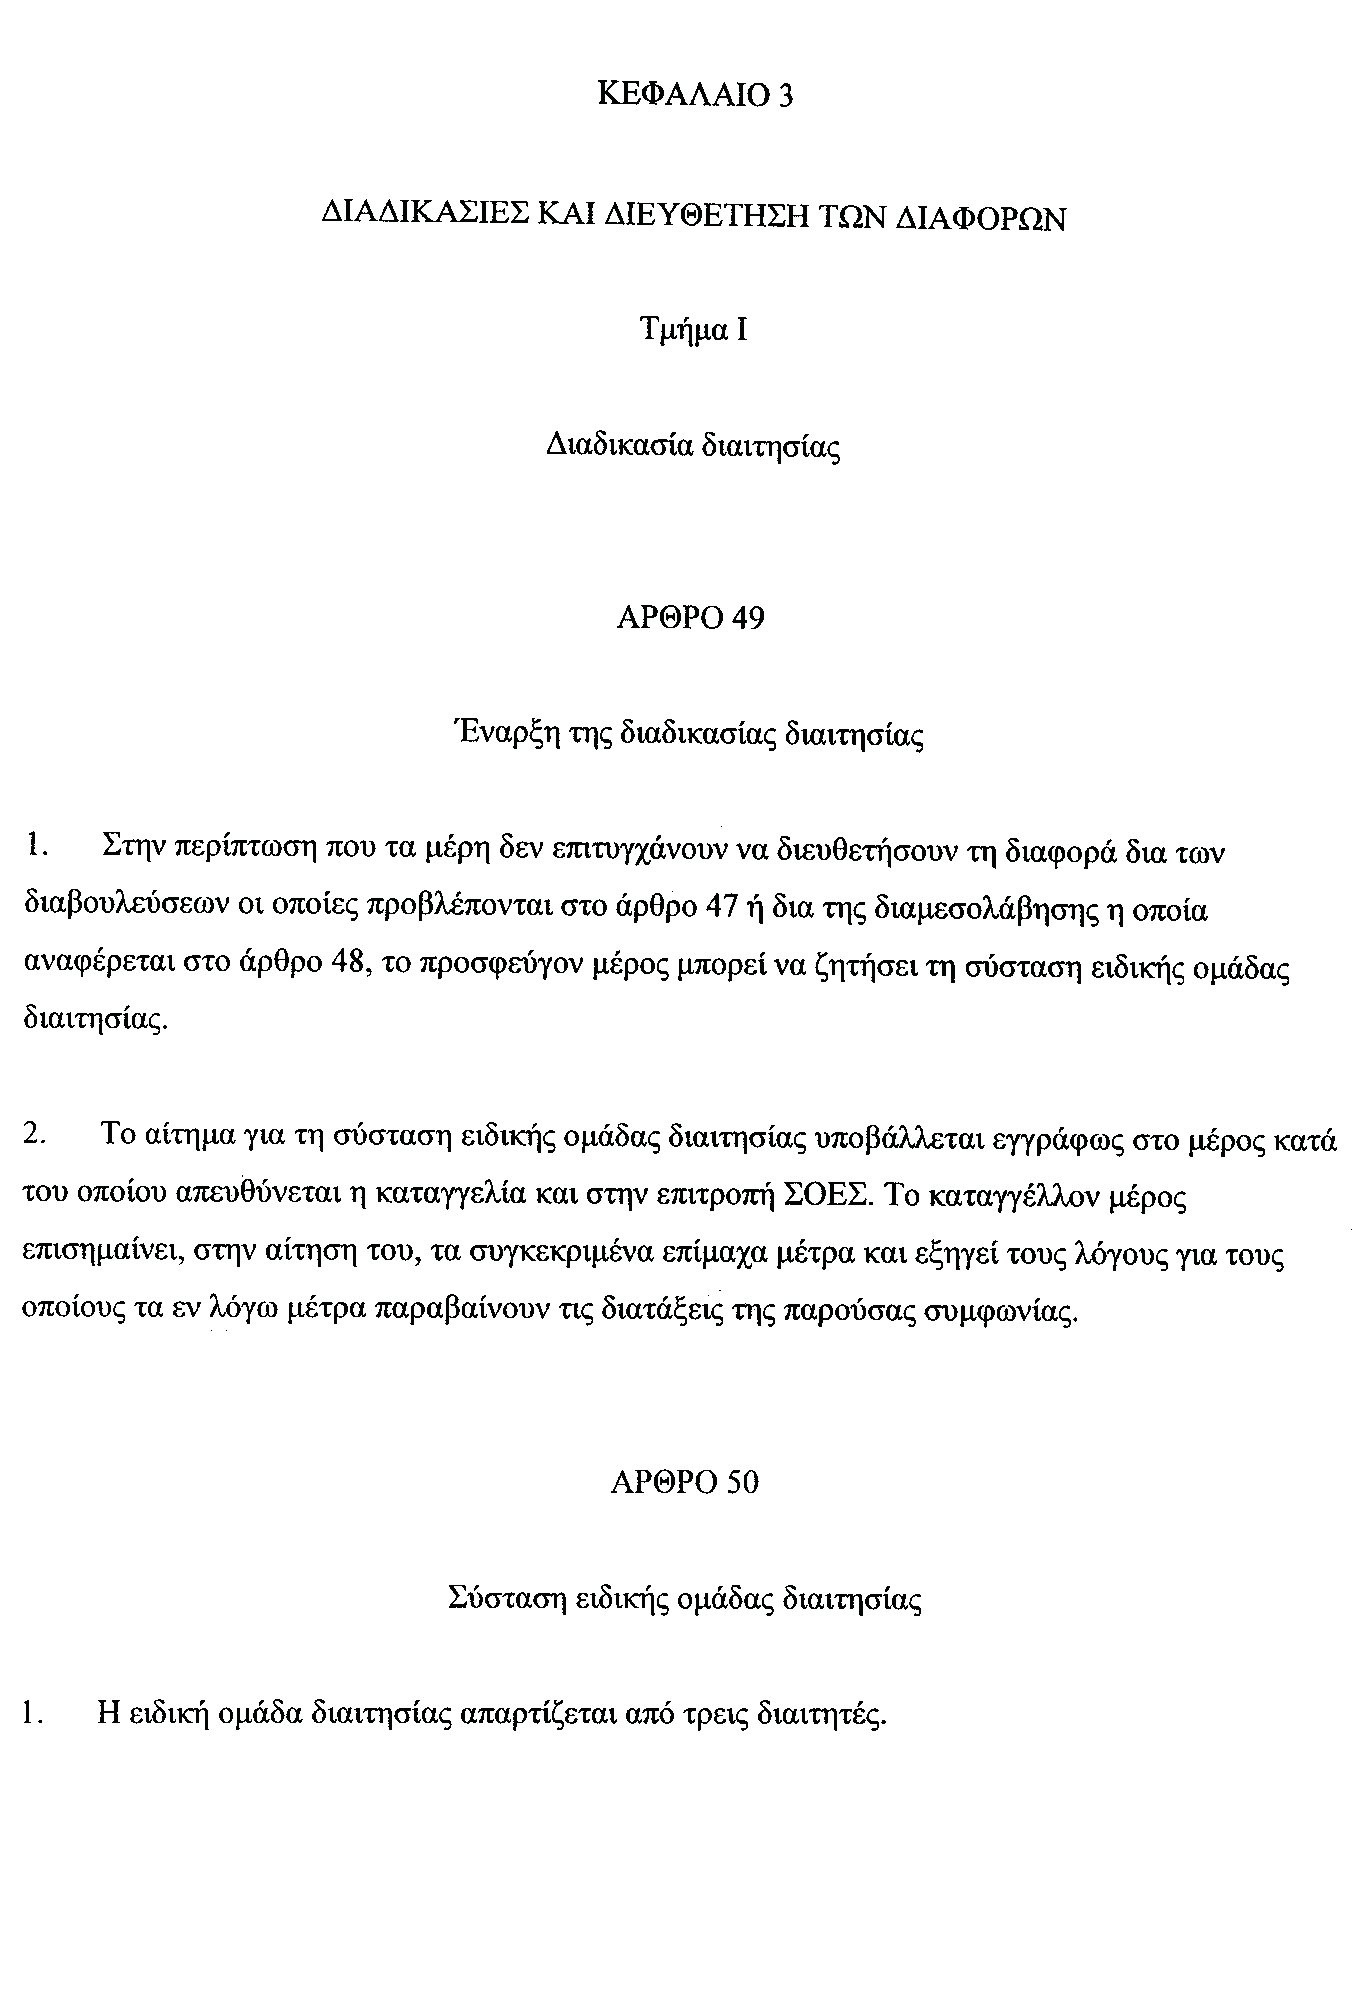 ΚΕΦΑΛΑΙΟ 3
ΔΙΑΔΙΚΑΣΙΕΣ ΚΑΙ ΔΙΕΥΘΕΤΗΣΗ ΤΩΝ ΔΙΑΦΟΡΩΝ
Τμήμα Ι
Διαδικασία διαιτησίας
ΑΡΘΡΟ 49
Έναρξη της διαδικασίας διαιτησίας
1. Στην περίπτωση που τα μέρη δεν επιτυγχάνουν να διευθετήσουν τη διαφορά δια των
διαβουλεύσεων οι οποίες προβλέπονται στο άρθρο 47 ή δια της διαμεσολάβησης η οποία
αναφέρεται στο άρθρο 48, το προσφεύγον μέρος μπορεί να ζητήσει τη σύσταση ειδικής ομάδας
διαιτησίας.
2. Το αίτημα για τη σύσταση ειδικής ομάδας διαιτησίας υποβάλλεται εγγράφως στο μέρος κατά
του οποίου απευθύνεται η καταγγελία και στην επιτροπή ΣΟΕΣ. Το καταγγέλλον μέρος
επισημαίνει, στην αίτηση του, τα συγκεκριμένα επίμαχα μέτρα και εξηγεί τους λόγους για τους
οποίους τα εν λόγω μέτρα παραβαίνουν τις διατάξεις της παρούσας συμφωνίας.
ΑΡΘΡΟ 50
Σύσταση ειδικής ομάδας διαιτησίας
1. Η ειδική ομάδα διαιτησίας απαρτίζεται από τρεις διαιτητές.